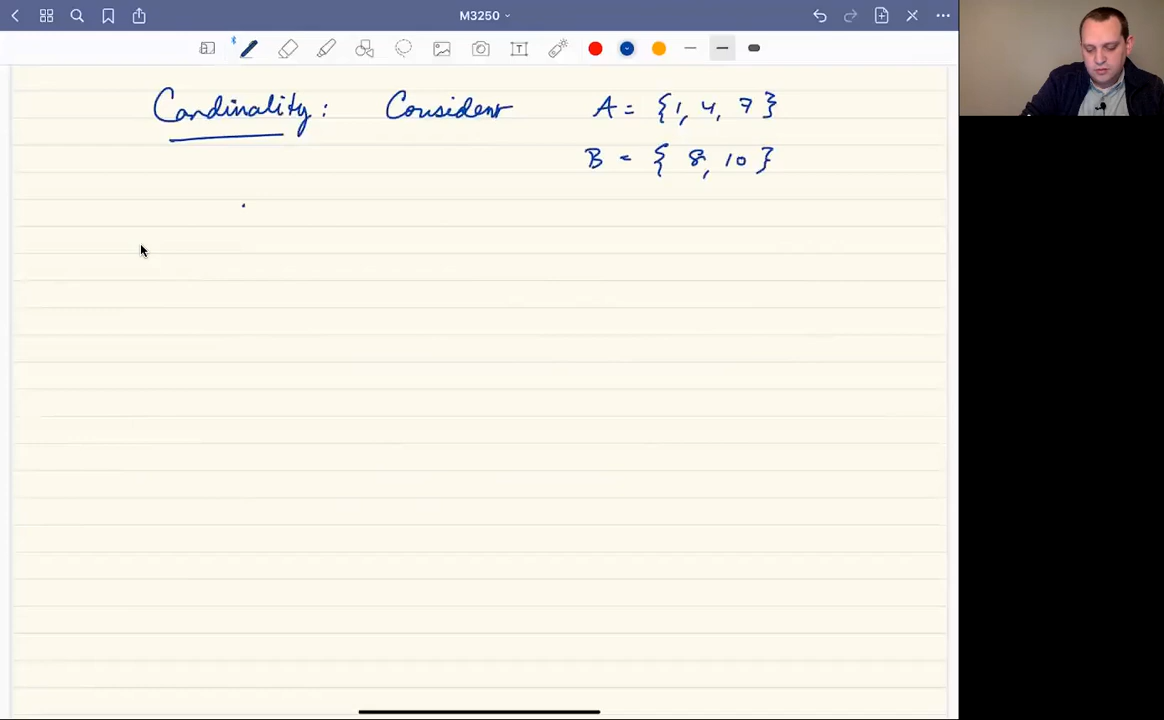 M3250
Cardinality: Consider A = {1, 4, 7}
B = {8, 10}